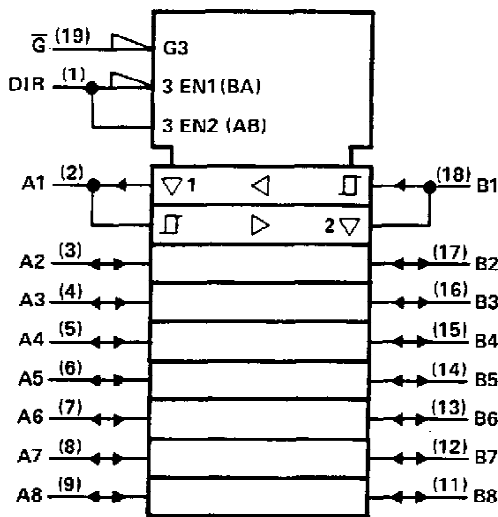 G̅ (19) G3
DIR (1) 3 EN1 (BA)
3 EN2 (AB)
A1 (2) ▽ 1 ◁ (18) B1
▷ 2 ▽
A2 (3) (17) B2
A3 (4) (16) B3
A4 (5) (15) B4
A5 (6) (14) B5
A6 (7) (13) B6
A7 (8) (12) B7
A8 (9) (11) B8